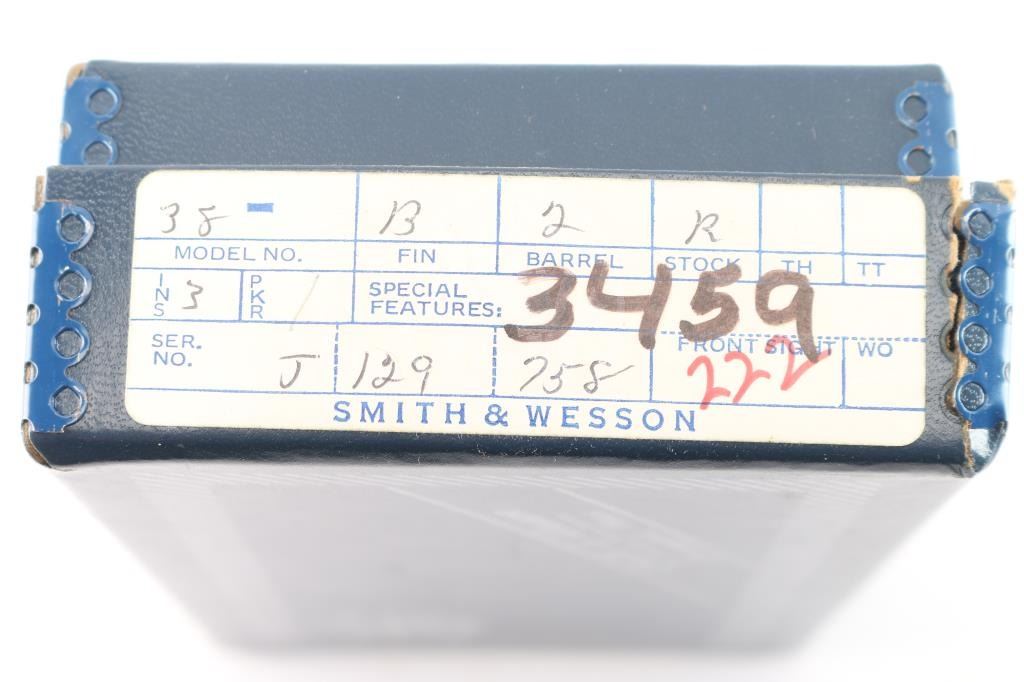 38 - B 2 R
MODEL NO. FIN BARREL STOCK TH TT
INS 3 PKR / SPECIAL FEATURES: 3459
FRONT SIGHT WO
SER. NO. J 129 758 222
SMITH & WESSON